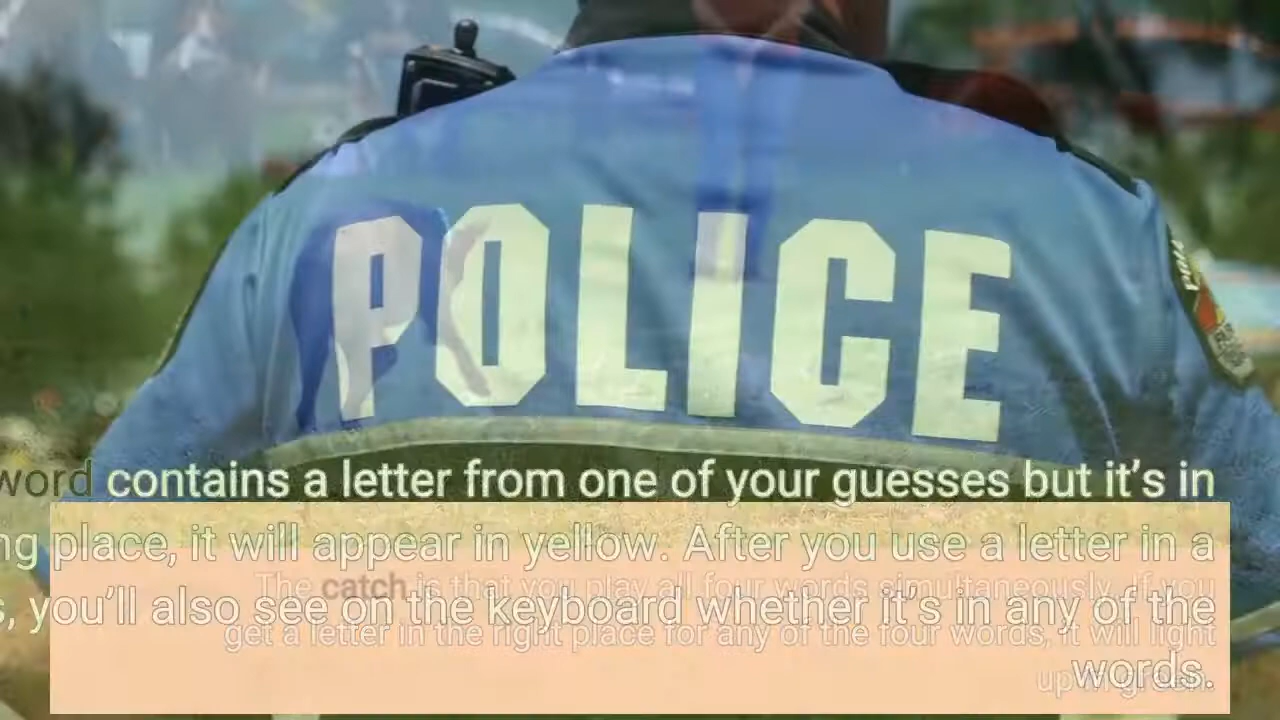 POLICE
word contains a letter from one of your guesses but it's in
ng place, it will appear in yellow. After you use a letter in a
The catch is that you play all four words simultaneously. If you
s, you'll also see on the keyboard whether it's in any of the
get a letter in the right place for any of the four words, it will light
words.
up in green.